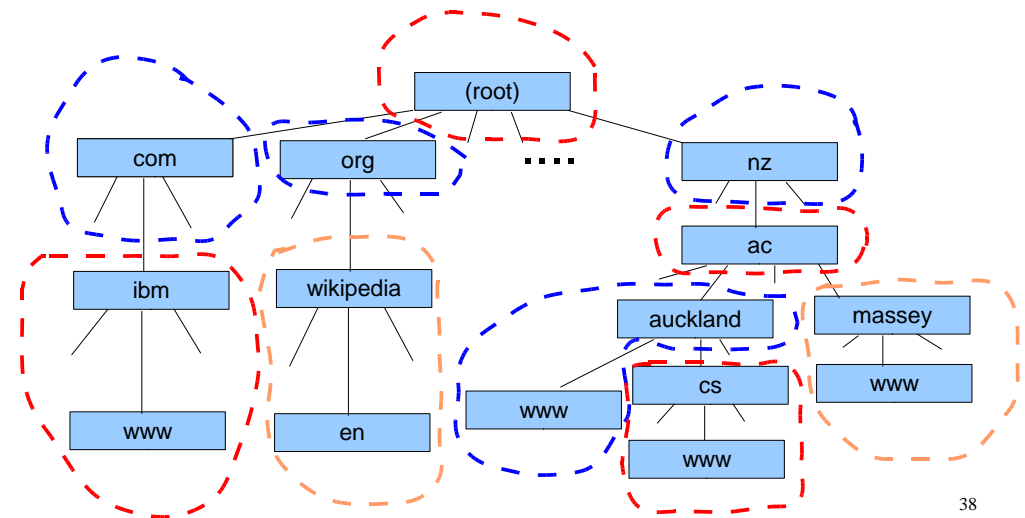 (root)
com
org
....
nz
ac
ibm
wikipedia
auckland
massey
cs
www
www
www
en
www
38